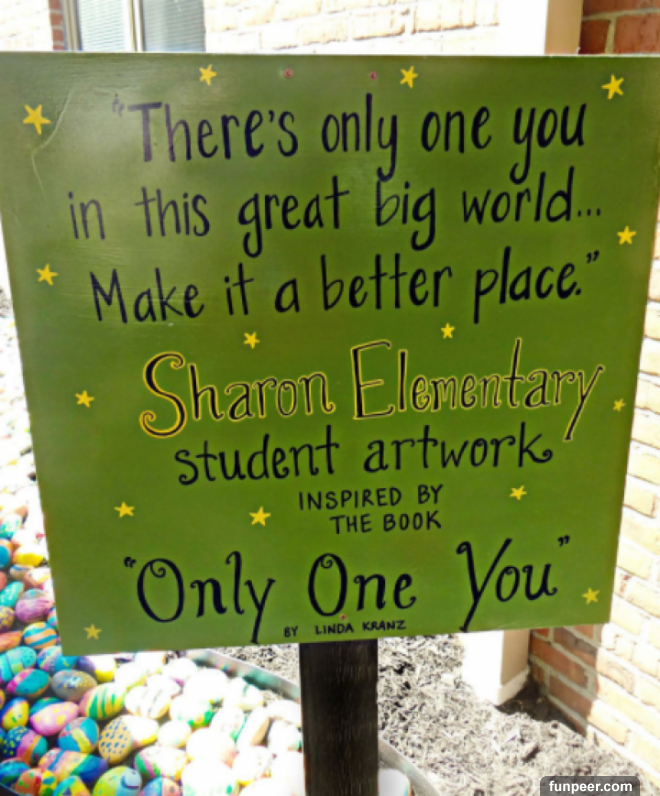 "There's only one you
in this great big world...
Make it a better place."
Sharon Elementary
student artwork
INSPIRED BY
THE BOOK
"Only One You"
BY LINDA KRANZ
funpeer.com